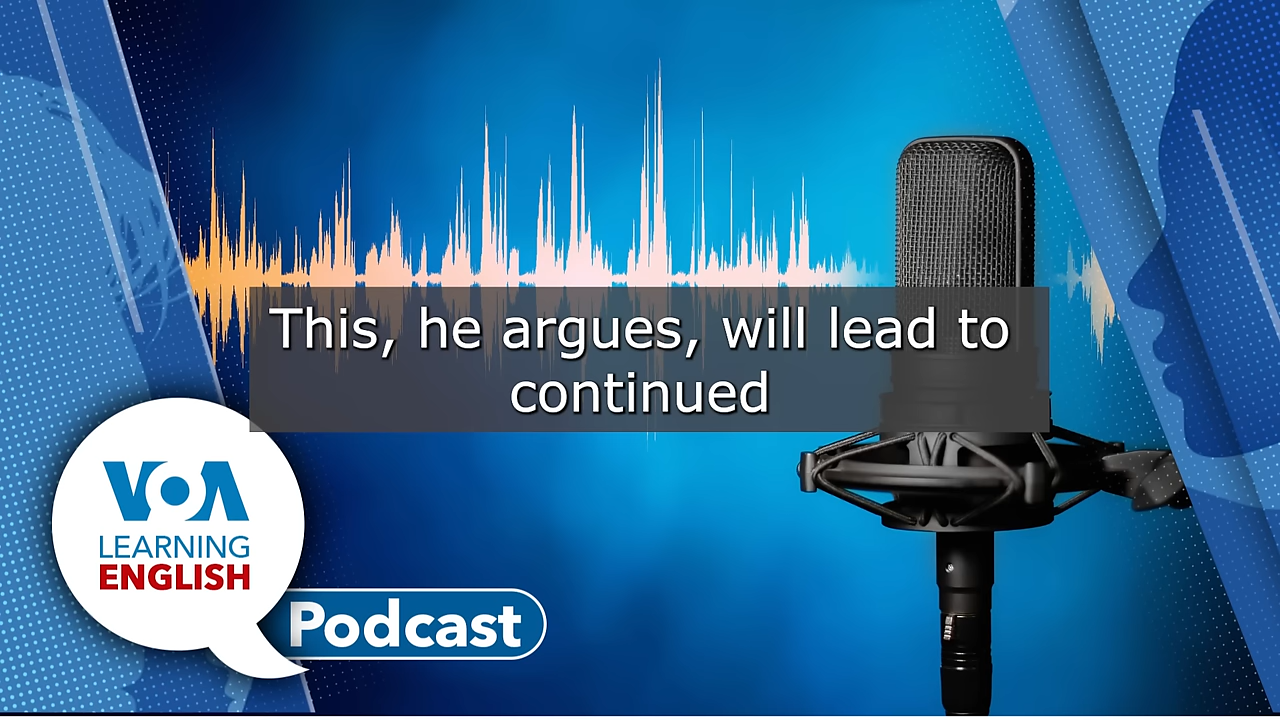 This, he argues, will lead to
continued
VOA
LEARNING
ENGLISH
Podcast